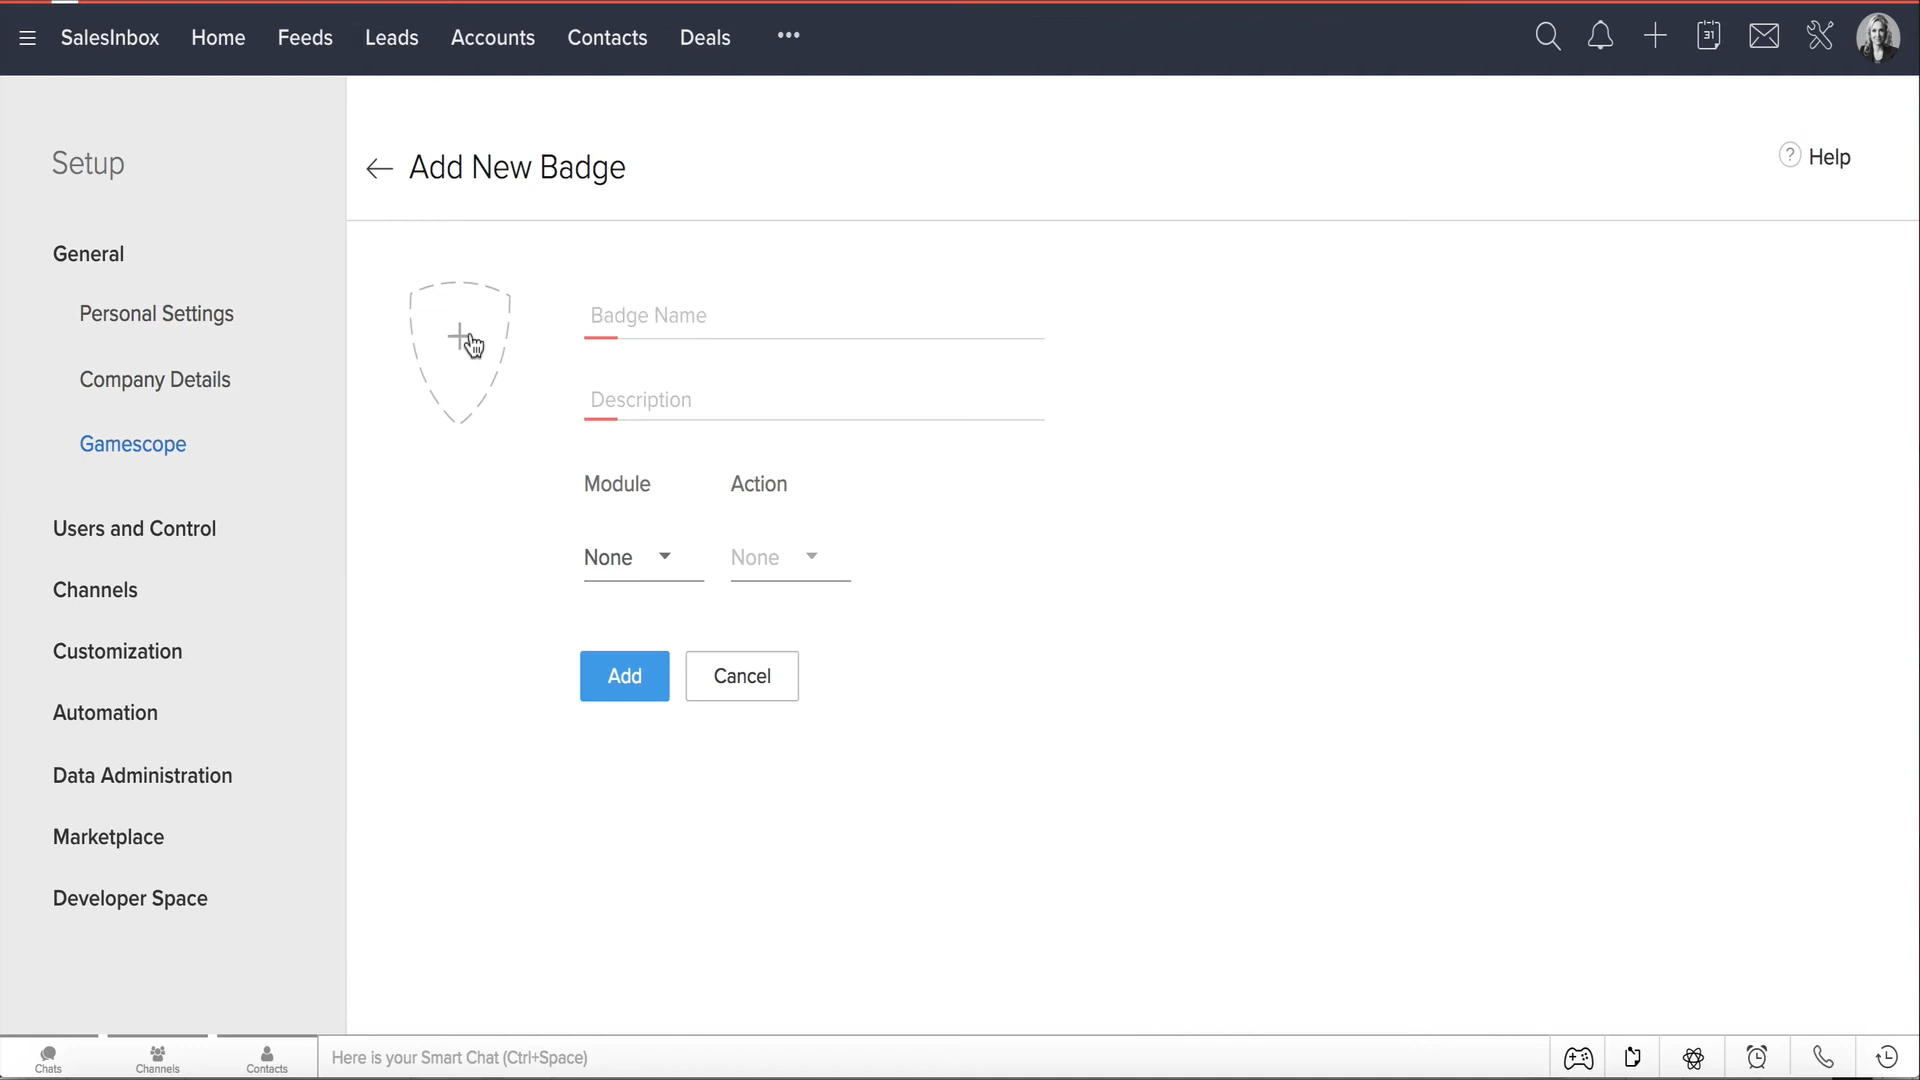 SalesInbox Home Feeds Leads Accounts Contacts Deals •••
31
Setup
Add New Badge
? Help
General
Personal Settings
Company Details
Gamescope
Users and Control
Channels
Customization
Automation
Data Administration
Marketplace
Developer Space
Badge Name
Description
Module Action
None None
Add Cancel
Chats Channels Contacts Here is your Smart Chat (Ctrl+Space)